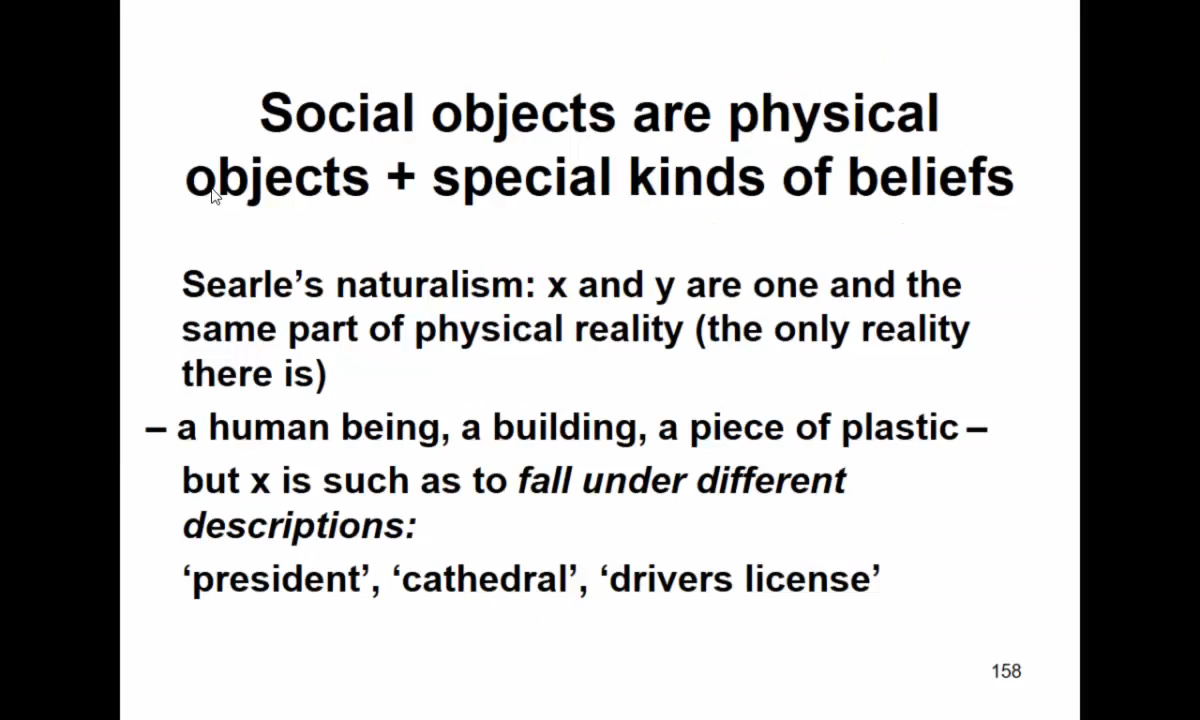 Social objects are physical
objects + special kinds of beliefs
Searle’s naturalism: x and y are one and the
same part of physical reality (the only reality
there is)
– a human being, a building, a piece of plastic –
but x is such as to fall under different
descriptions:
‘president’, ‘cathedral’, ‘drivers license’
158